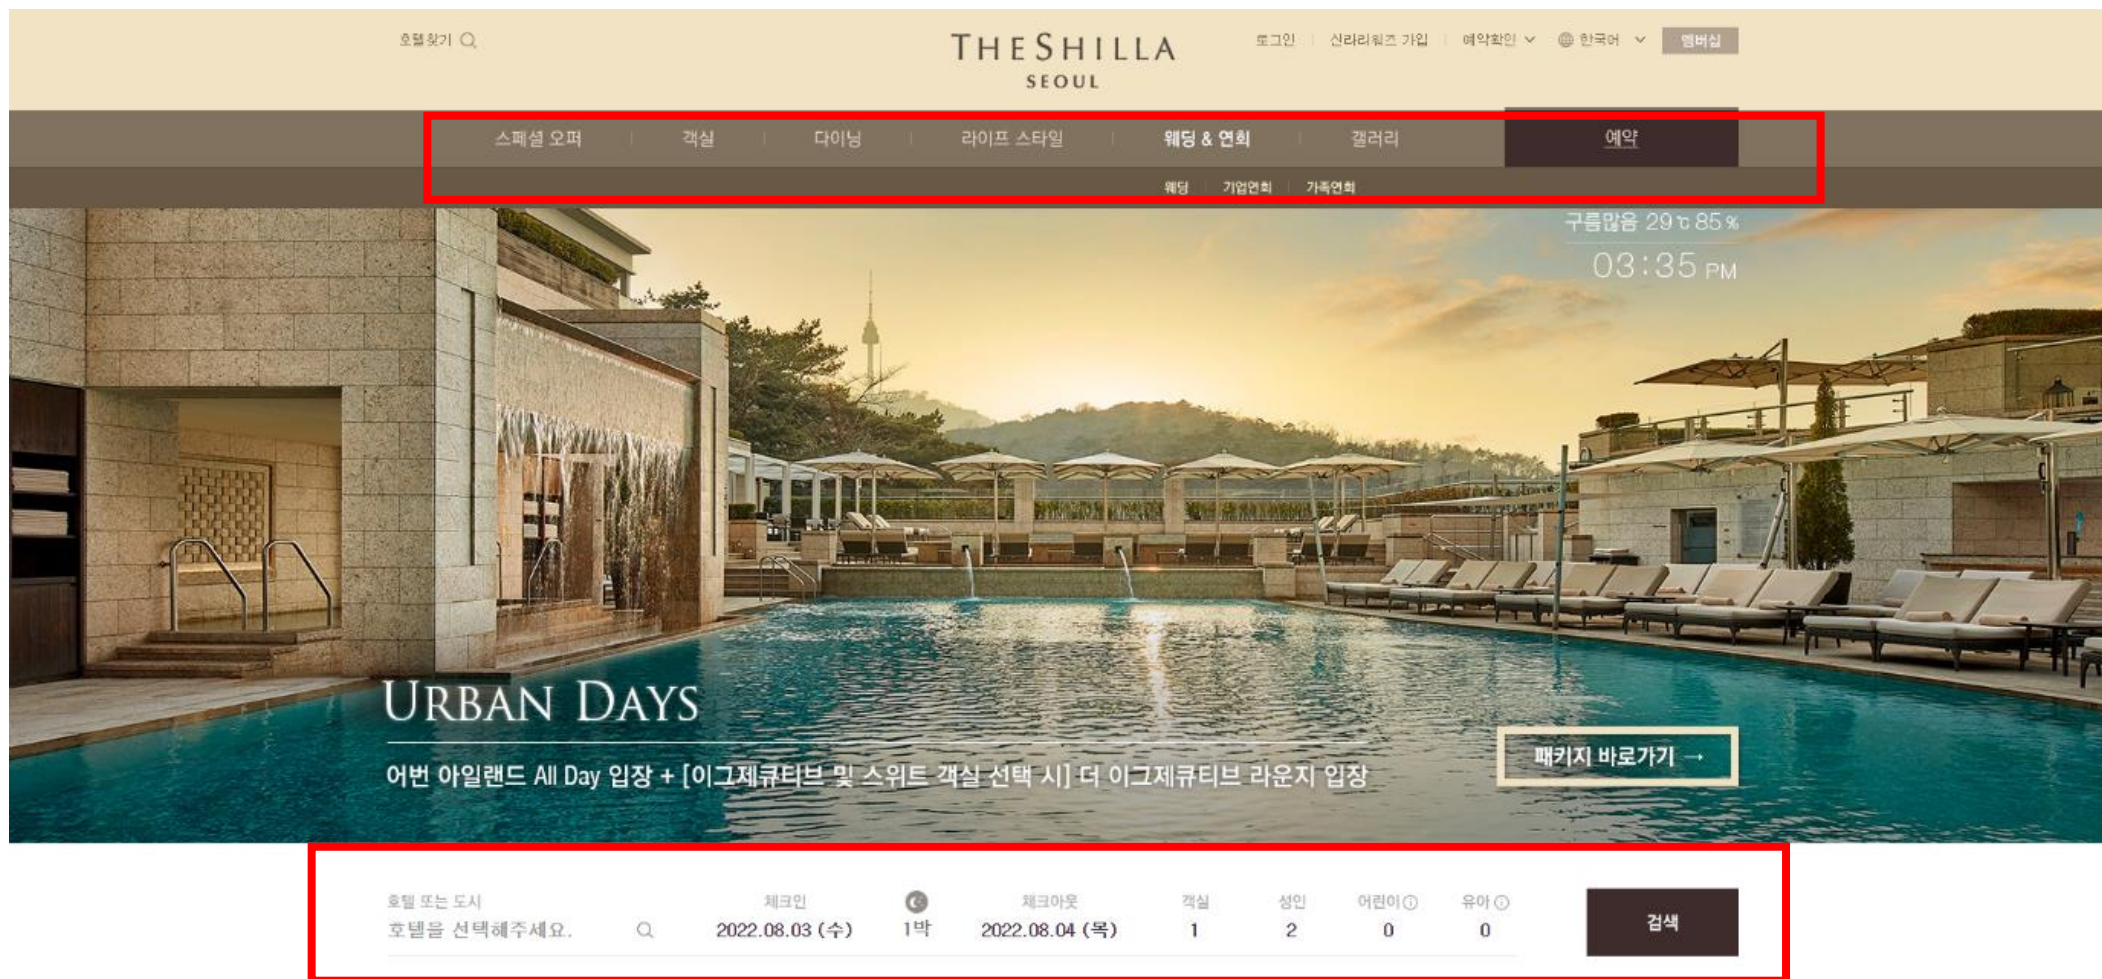 호텔찾기
THE SHILLA
SEOUL
로그인 신라리워즈 가입 예약확인 한국어 멤버십
스페셜 오퍼 객실 다이닝 라이프 스타일 웨딩 & 연회 갤러리 예약
웨딩 기업연회 가족연회
구름많음 29℃ 85%
03:35 PM
URBAN DAYS
어번 아일랜드 All Day 입장 + [이그제큐티브 및 스위트 객실 선택 시] 더 이그제큐티브 라운지 입장
패키지 바로가기 →
호텔 또는 도시 체크인 체크아웃 객실 성인 어린이 유아
호텔을 선택해주세요. 2022.08.03 (수) 1박 2022.08.04 (목) 1 2 0 0
검색